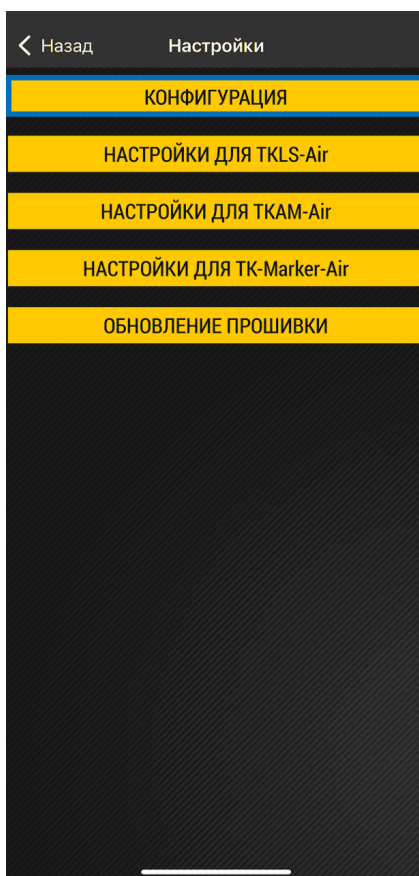 Назад
Настройки
КОНФИГУРАЦИЯ
НАСТРОЙКИ ДЛЯ TKLS-Air
НАСТРОЙКИ ДЛЯ TKAM-Air
НАСТРОЙКИ ДЛЯ TK-Marker-Air
ОБНОВЛЕНИЕ ПРОШИВКИ